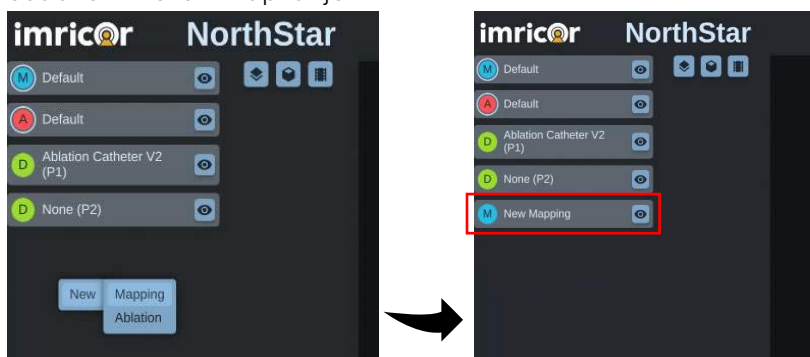 imricor NorthStar
M Default
A Default
D Ablation Catheter V2
(P1)
D None (P2)
New Mapping
Ablation
imricor NorthStar
M Default
A Default
D Ablation Catheter V2
(P1)
D None (P2)
M New Mapping